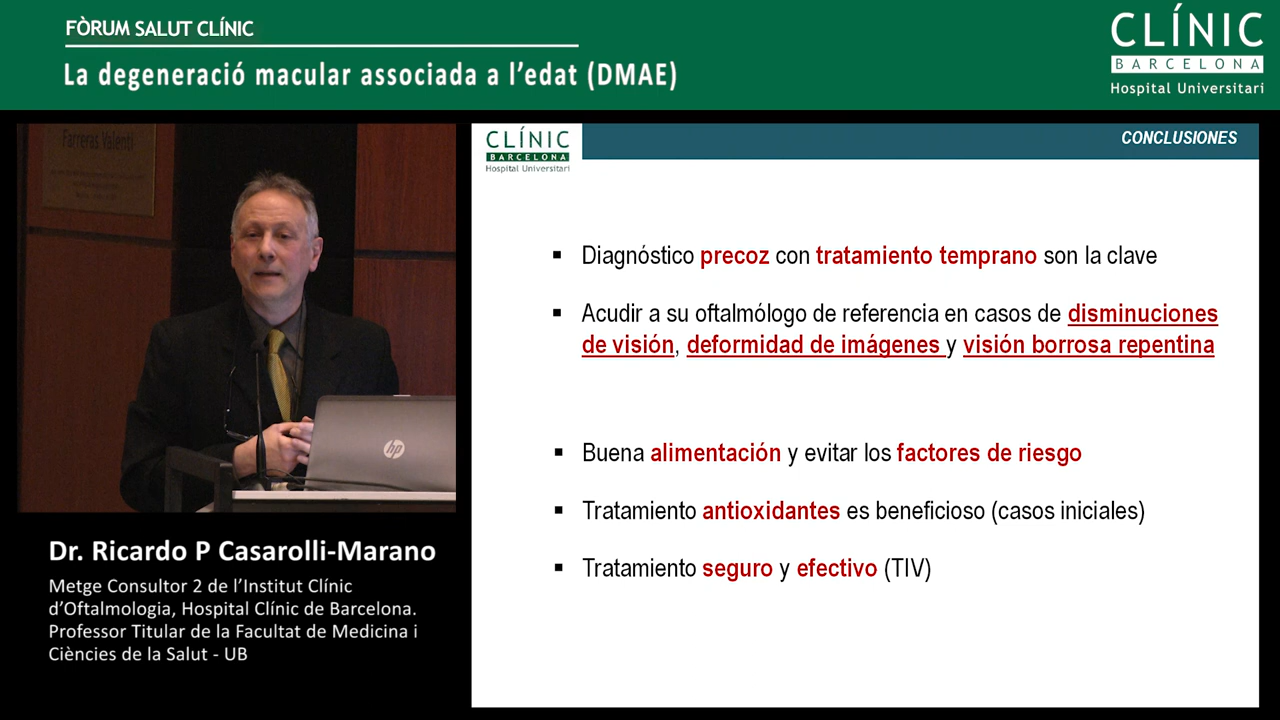 FÒRUM SALUT CLÍNIC
La degeneració macular associada a l'edat (DMAE)
CLÍNIC
BARCELONA
Hospital Universitari
Farreras Valentí
CLÍNIC
BARCELONA
Hospital Universitari
CONCLUSIONES
▪ Diagnóstico precoz con tratamiento temprano son la clave
▪ Acudir a su oftalmólogo de referencia en casos de disminuciones
de visión, deformidad de imágenes y visión borrosa repentina
▪ Buena alimentación y evitar los factores de riesgo
▪ Tratamiento antioxidantes es beneficioso (casos iniciales)
▪ Tratamiento seguro y efectivo (TIV)
hp
Dr. Ricardo P Casarolli-Marano
Metge Consultor 2 de l'Institut Clínic
d'Oftalmologia, Hospital Clínic de Barcelona.
Professor Titular de la Facultat de Medicina i
Ciències de la Salut - UB